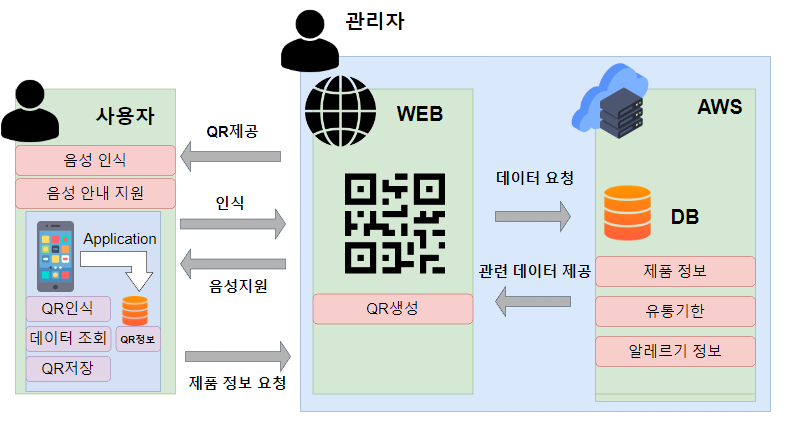 관리자
사용자
음성 인식
음성 안내 지원
Application
QR인식
데이터 조회
QR정보
QR저장
QR제공
인식
음성지원
제품 정보 요청
WEB
QR생성
데이터 요청
관련 데이터 제공
AWS
DB
제품 정보
유통기한
알레르기 정보